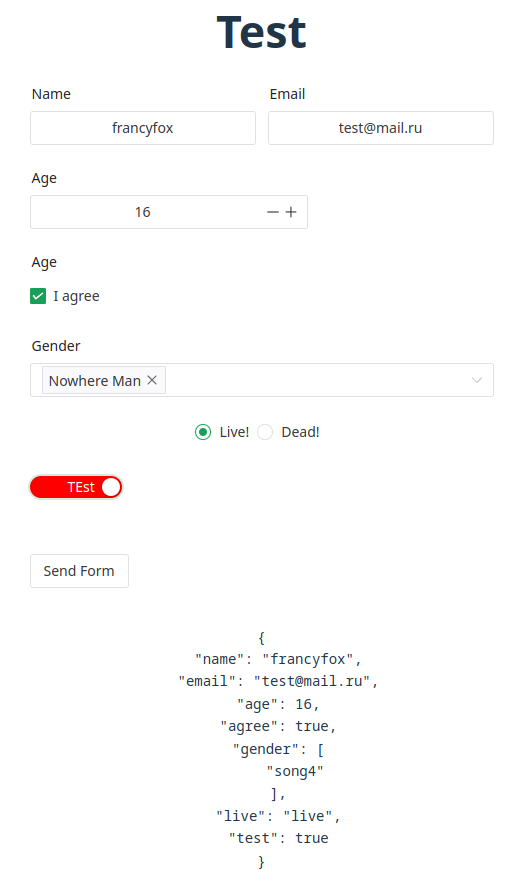 Test
Name Email
francyfox test@mail.ru
Age
16
Age
I agree
Gender
Nowhere Man
Live! Dead!
TEst
Send Form
{
"name": "francyfox",
"email": "test@mail.ru",
"age": 16,
"agree": true,
"gender": [
"song4"
],
"live": "live",
"test": true
}